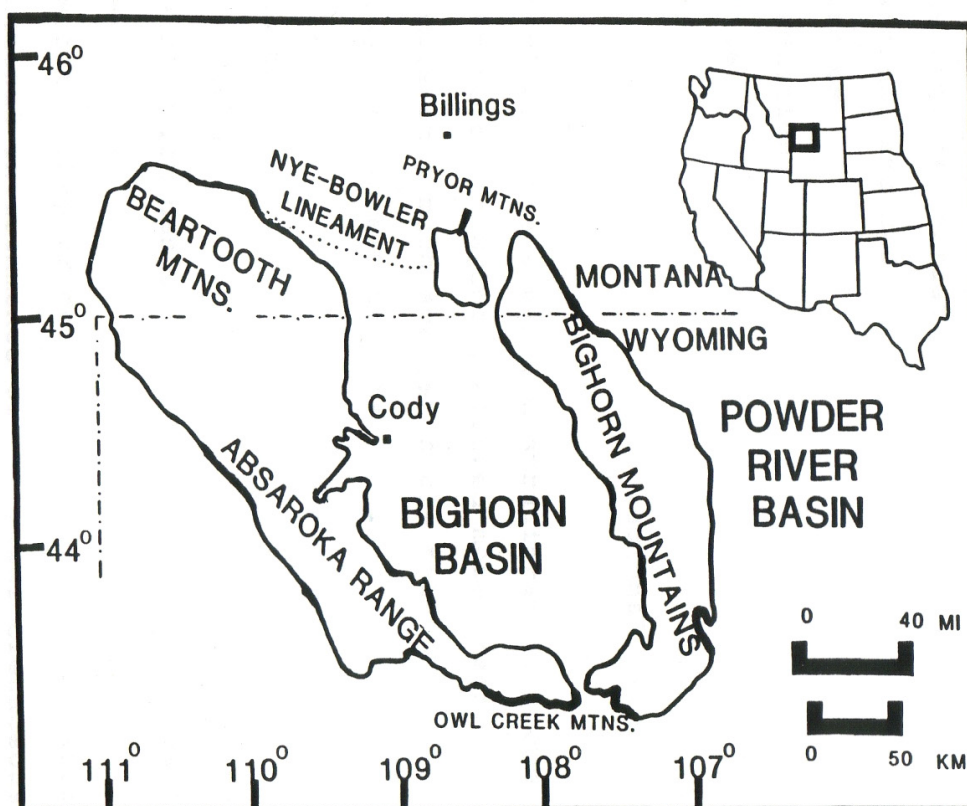 46°
Billings
PRYOR MTNS.
NYE-BOWLER
LINEAMENT
BEARTOOTH
MTNS.
MONTANA
45°
WYOMING
BIGHORN MOUNTAINS
Cody
POWDER
RIVER
BASIN
ABSAROKA RANGE
BIGHORN
BASIN
44°
0 40 MI
OWL CREEK MTNS.
0 50 KM
111° 110° 109° 108° 107°